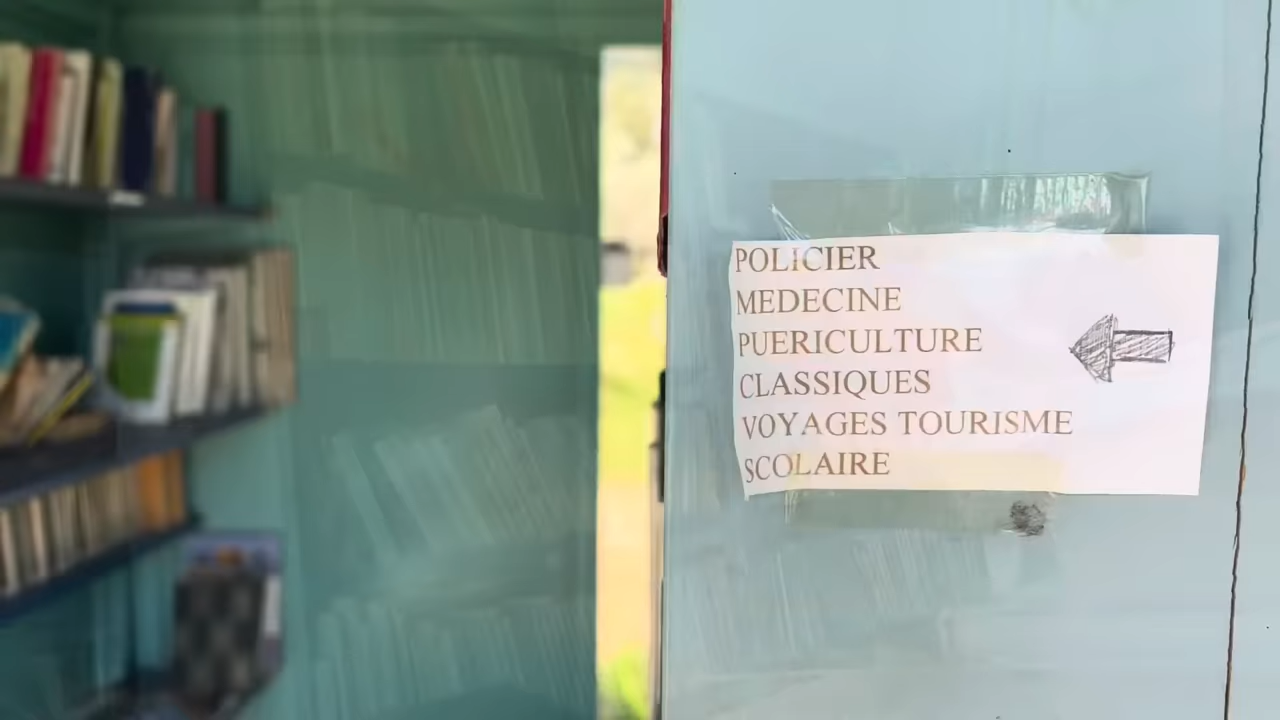 POLICIER
MEDECINE
PUERICULTURE
CLASSIQUES
VOYAGES TOURISME
SCOLAIRE